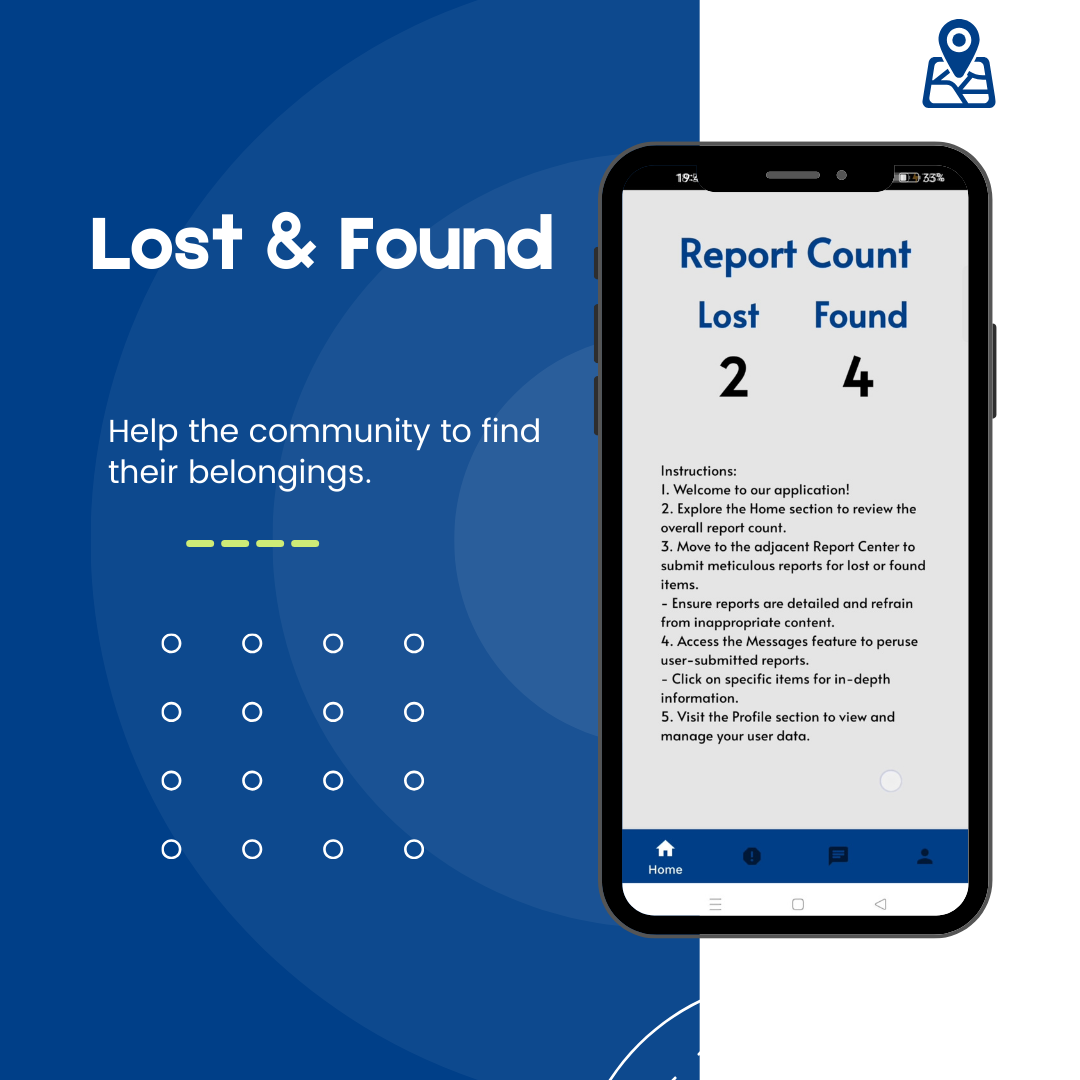 Lost & Found
Help the community to find
their belongings.
33%
Report Count
Lost Found
2 4
Instructions:
1. Welcome to our application!
2. Explore the Home section to review the
overall report count.
3. Move to the adjacent Report Center to
submit meticulous reports for lost or found
items.
- Ensure reports are detailed and refrain
from inappropriate content.
4. Access the Messages feature to peruse
user-submitted reports.
- Click on specific items for in-depth
information.
5. Visit the Profile section to view and
manage your user data.
Home